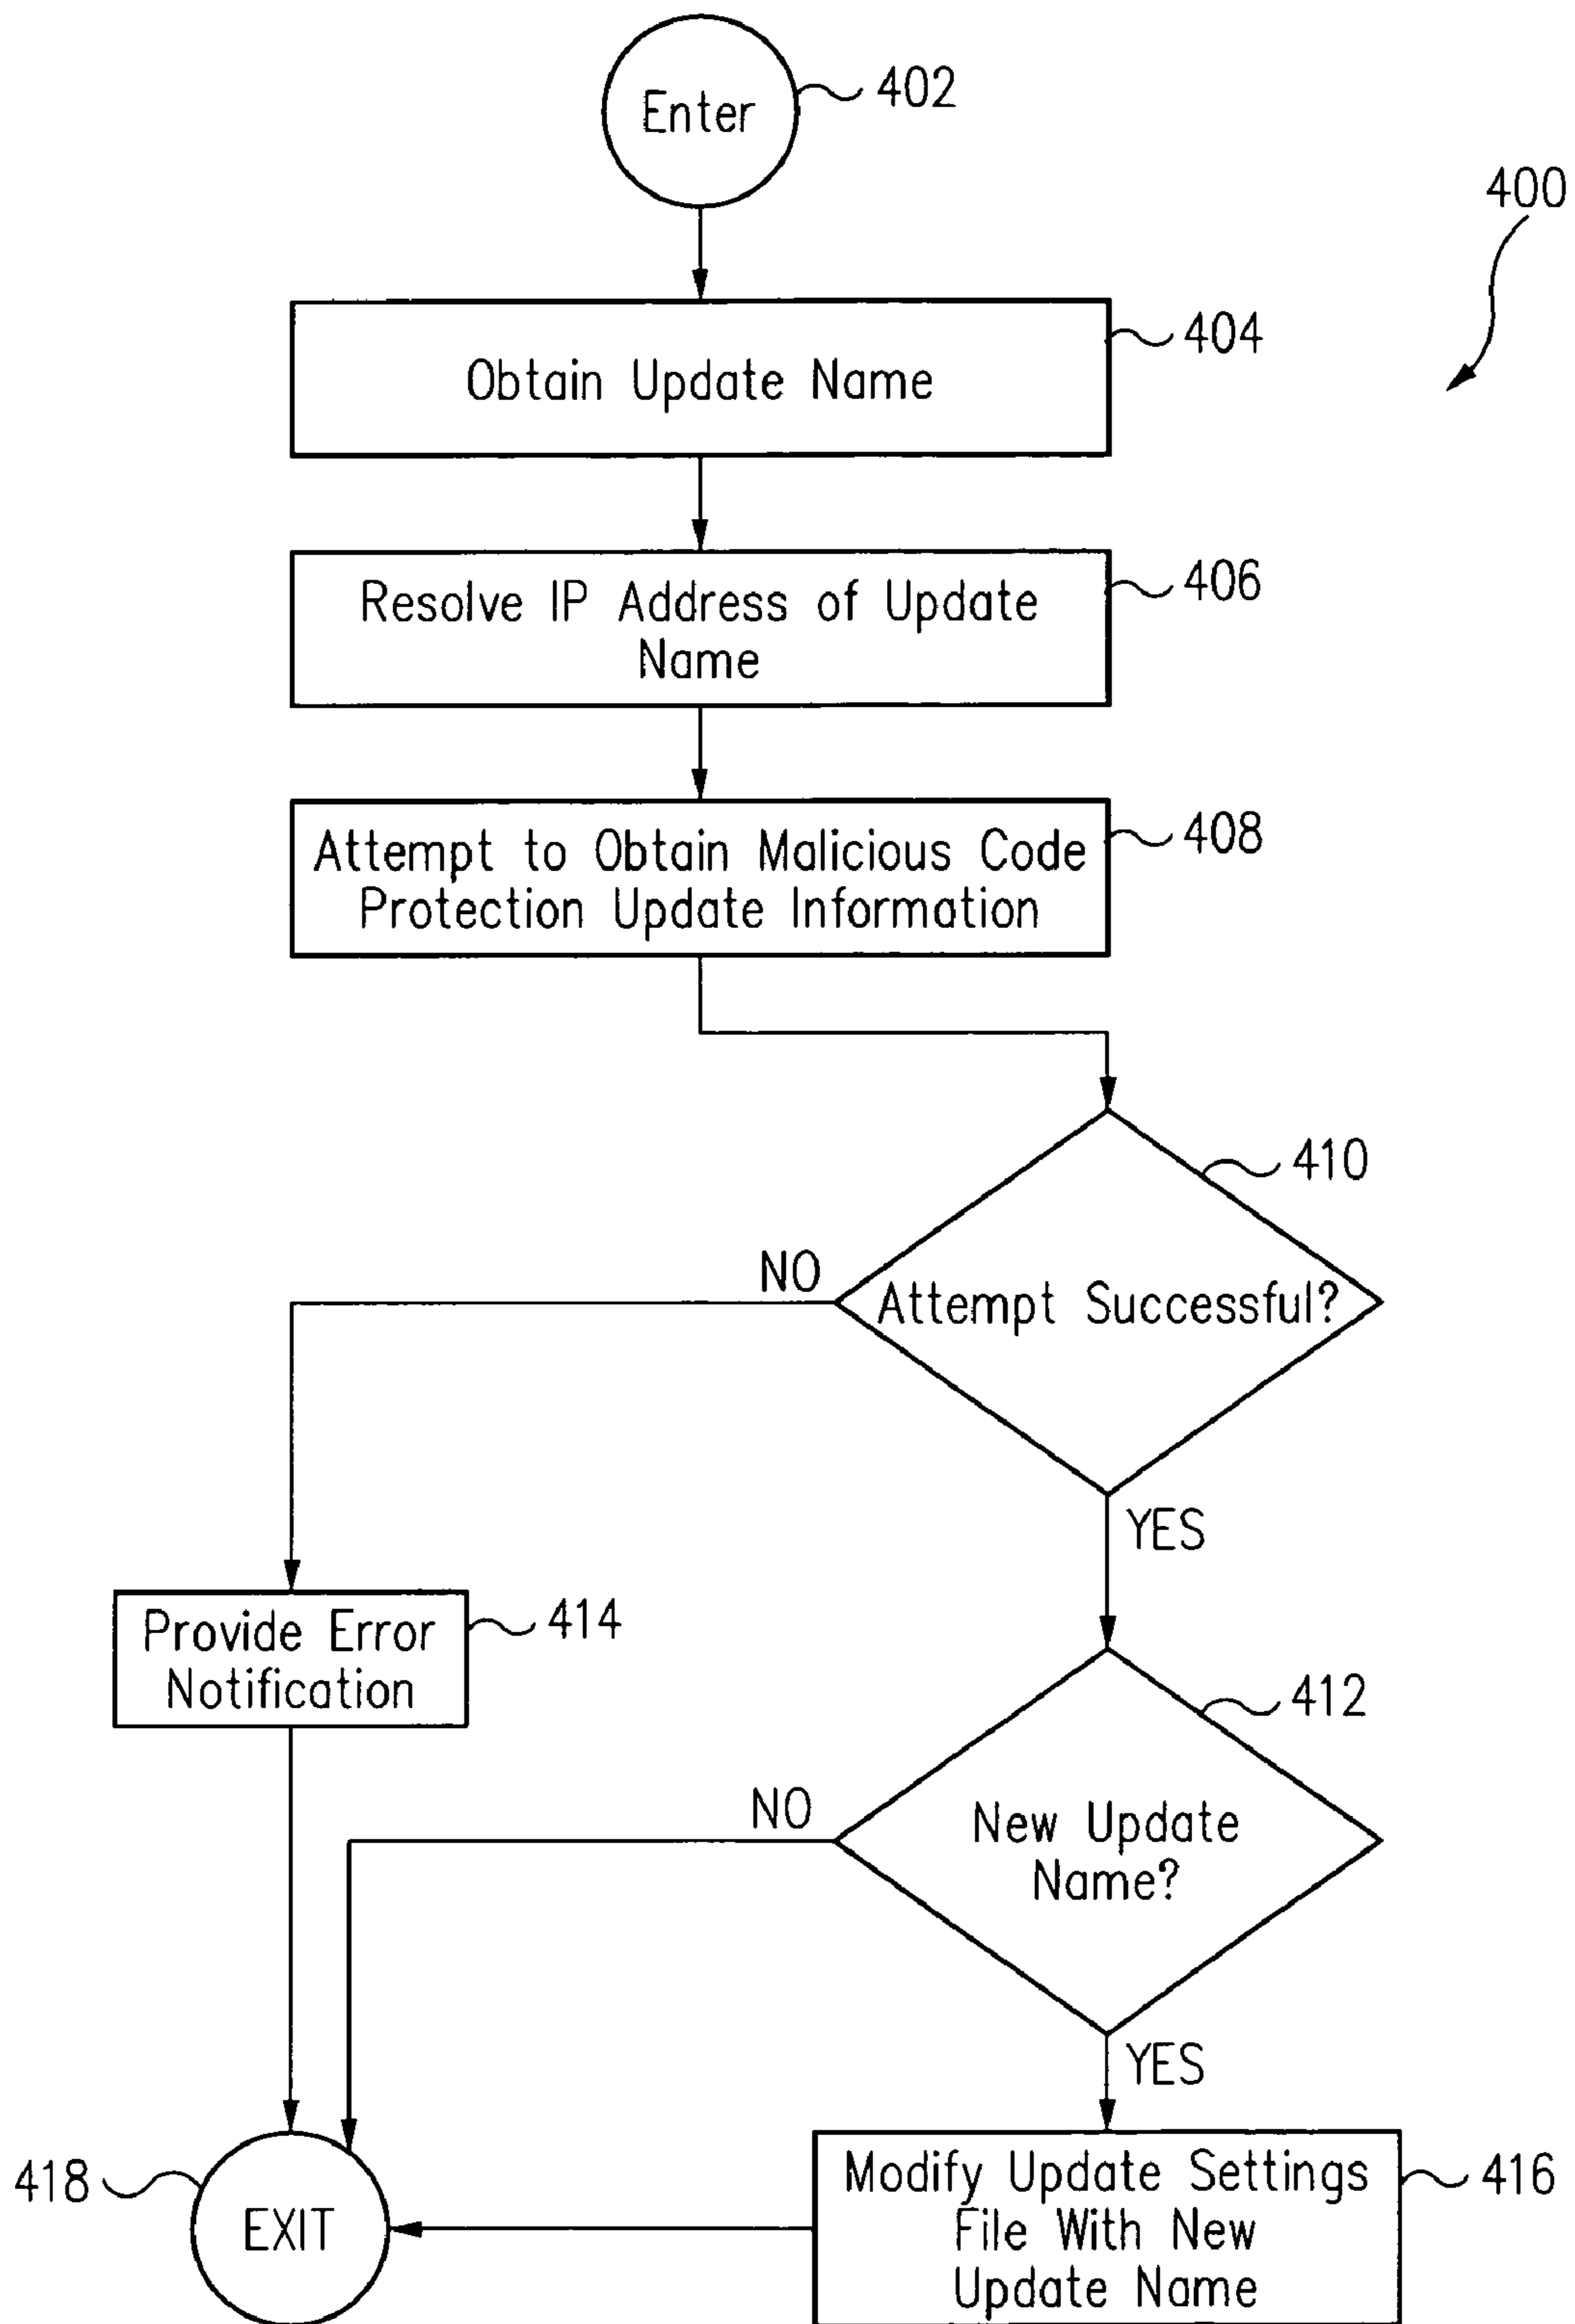 Enter
402
400
404
Obtain Update Name
406
Resolve IP Address of Update
Name
408
Attempt to Obtain Malicious Code
Protection Update Information
410
NO
Attempt Successful?
YES
Provide Error
Notification
414
412
NO
New Update
Name?
YES
418
EXIT
Modify Update Settings
File With New
Update Name
416